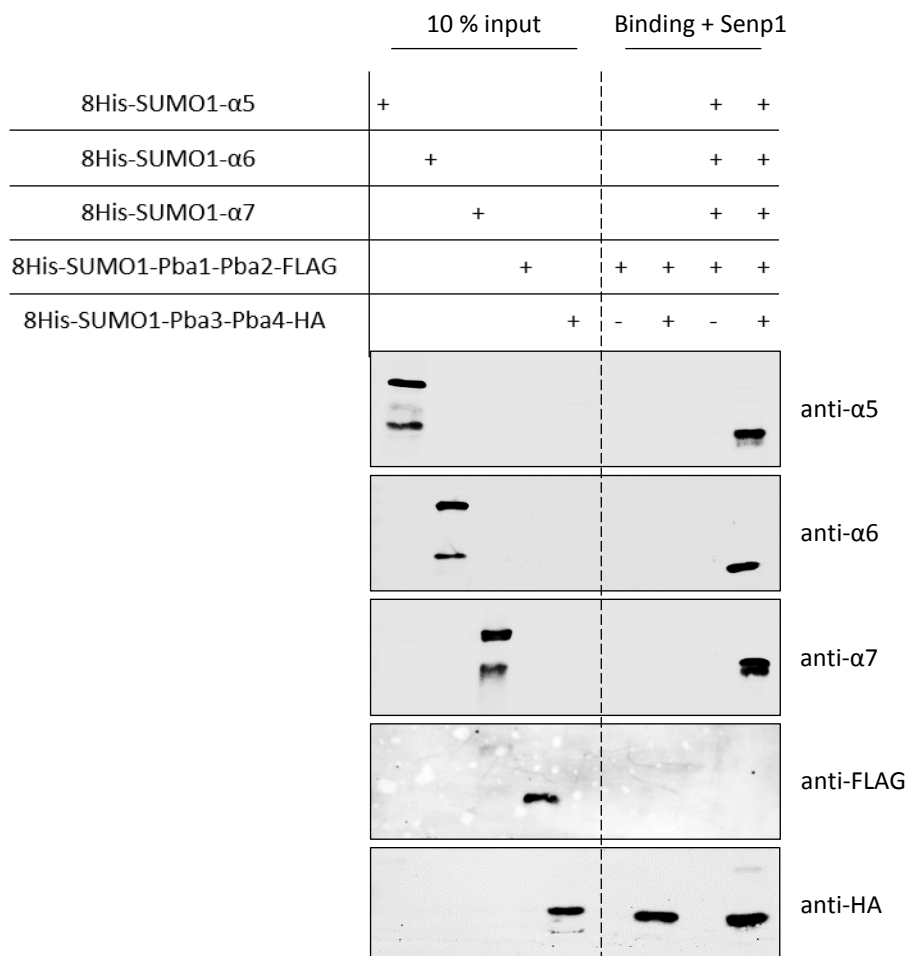 10 % input Binding + Senp1
8His-SUMO1-α5 + + +
8His-SUMO1-α6 + + +
8His-SUMO1-α7 + + +
8His-SUMO1-Pba1-Pba2-FLAG + + + + +
8His-SUMO1-Pba3-Pba4-HA + - + - +
anti-α5
anti-α6
anti-α7
anti-FLAG
anti-HA